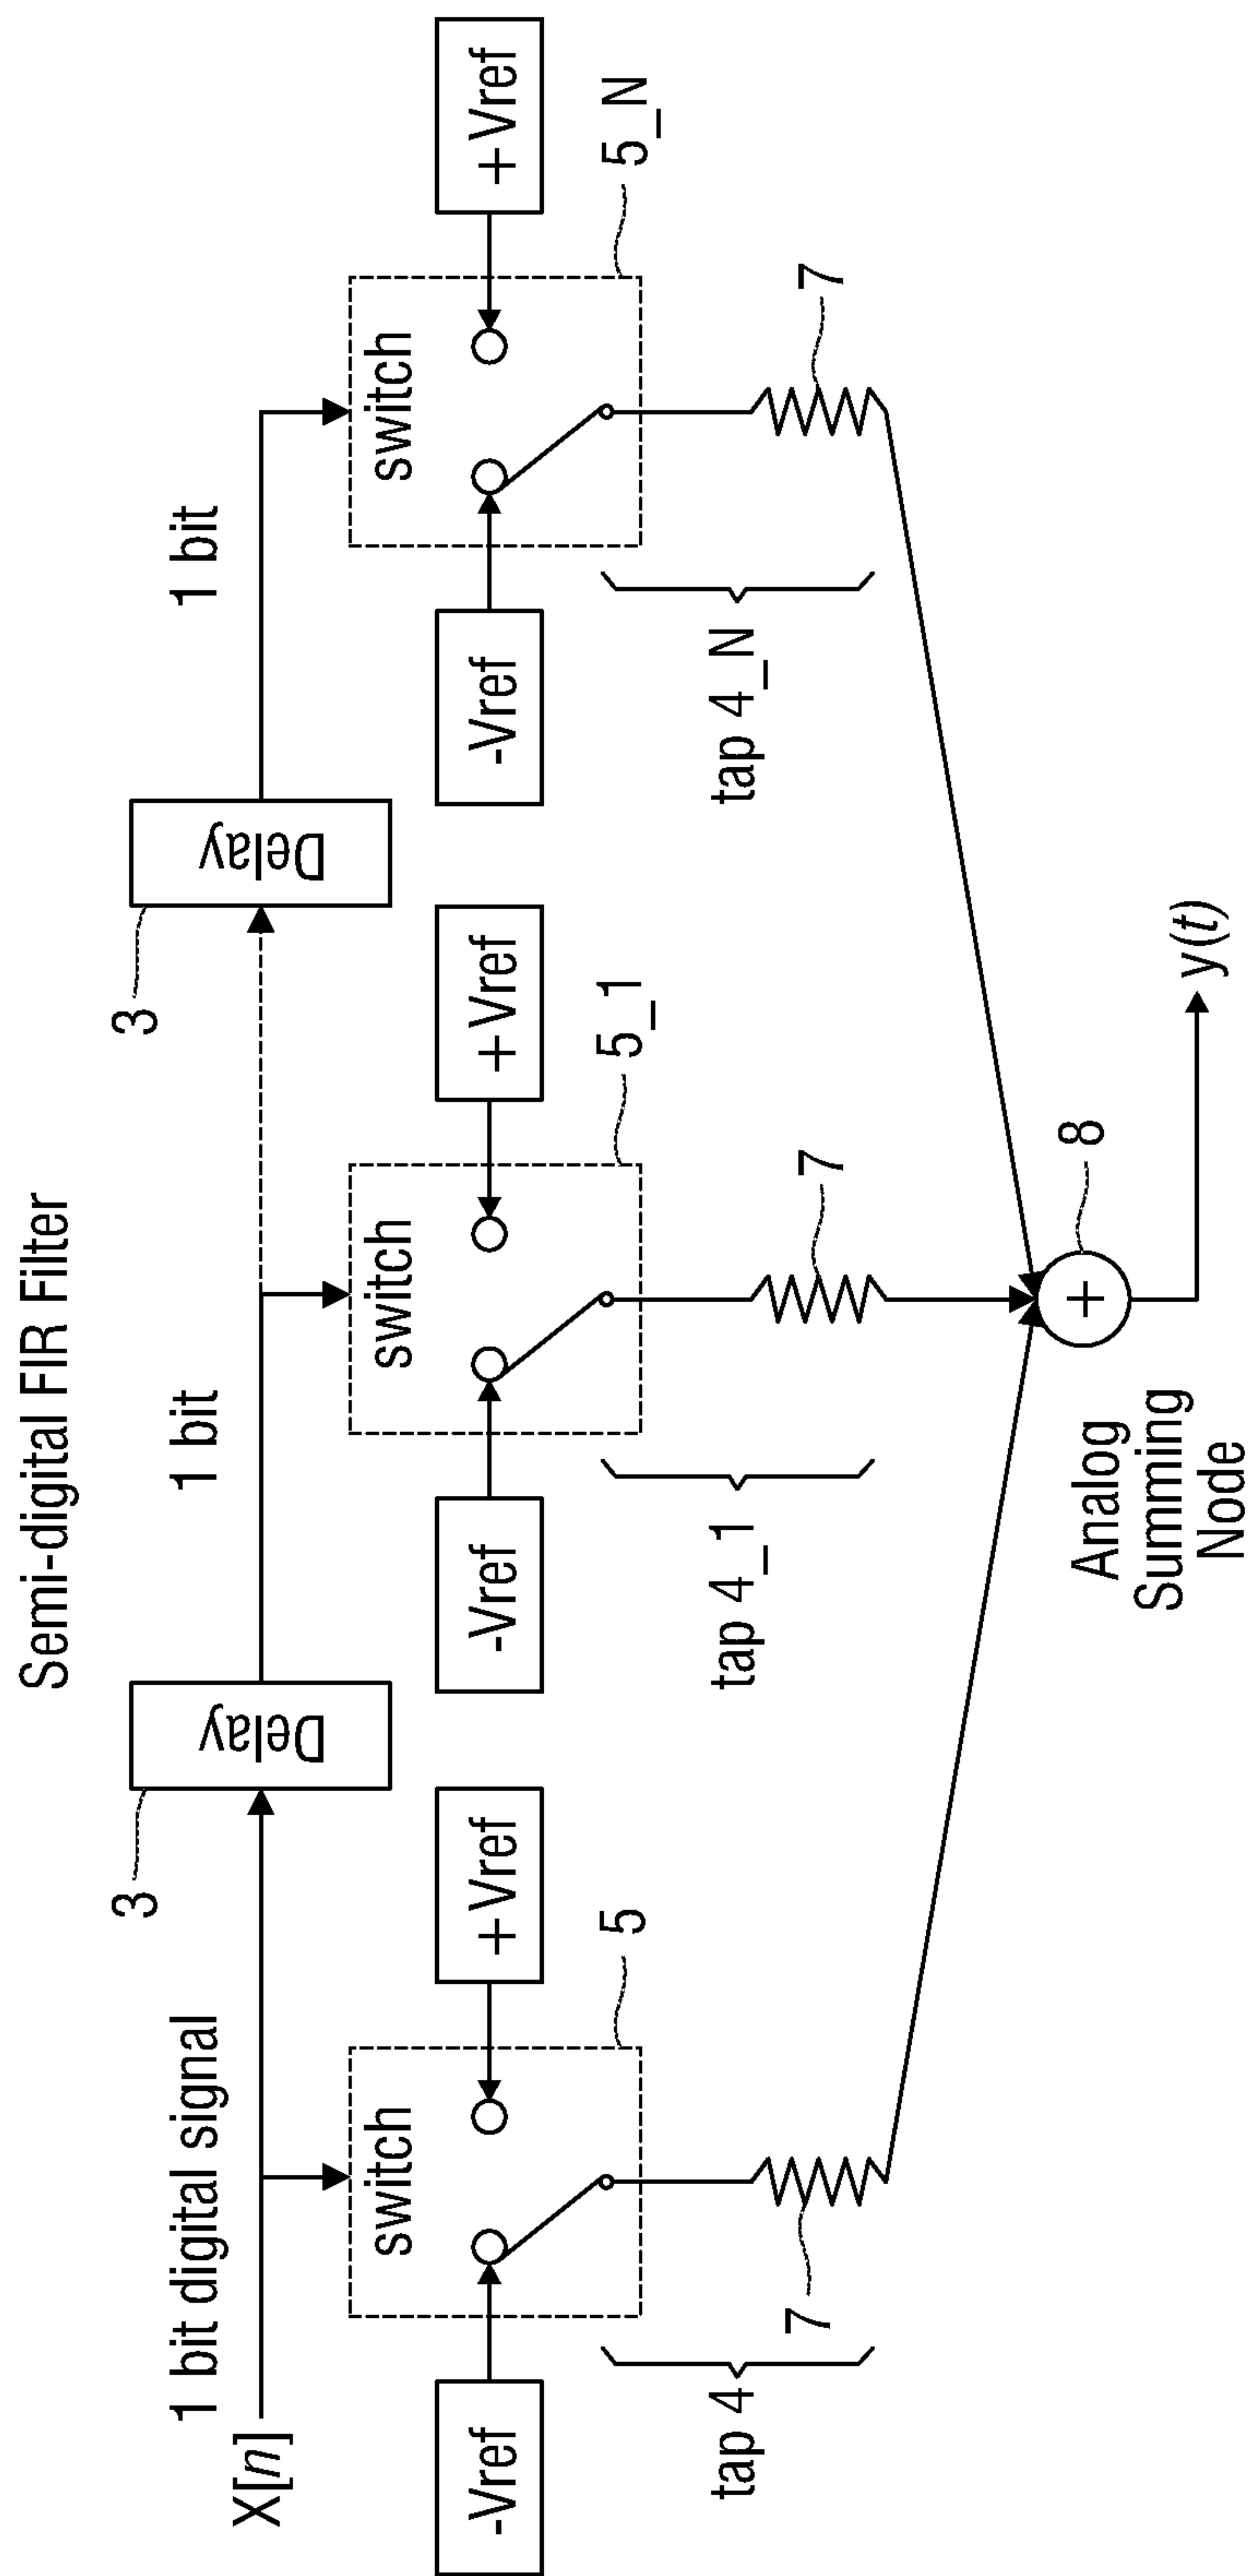 Semi-digital FIR Filter
X[n]
1 bit digital signal
3
Delay
1 bit
3
Delay
1 bit
-Vref
switch
+Vref
5
-Vref
switch
+Vref
5_1
-Vref
switch
+Vref
5_N
tap 4
7
tap 4_1
7
tap 4_N
7
Analog
Summing
Node
+
8
y(t)